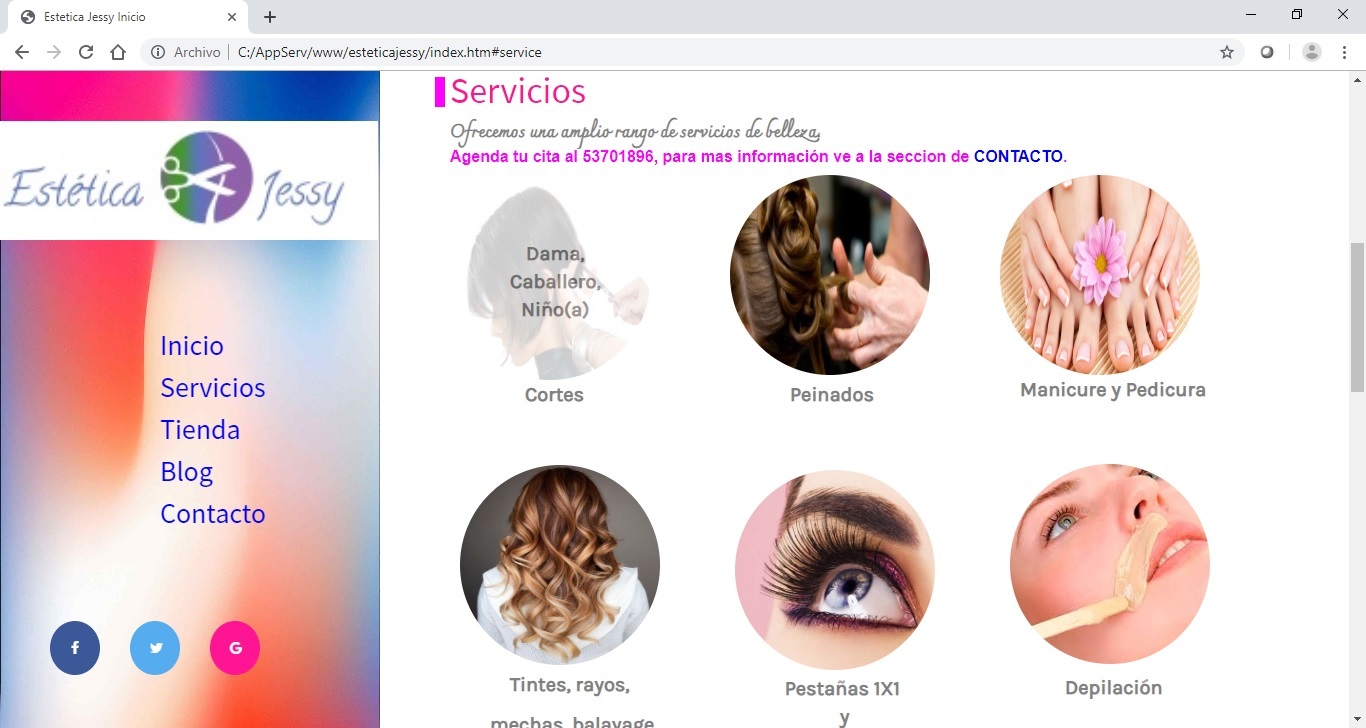 Estetica Jessy Inicio
Archivo
C:/AppServ/www/esteticajessy/index.htm#service
Estética Jessy
Inicio
Servicios
Tienda
Blog
Contacto
f
G
Servicios
Ofrecemos una amplio rango de servicios de belleza,
Agenda tu cita al 53701896, para mas información ve a la seccion de CONTACTO.
Dama,
Caballero,
Niño(a)
Cortes
Peinados
Manicure y Pedicura
Tintes, rayos,
mechas, balayage
Pestañas 1X1
y
Depilación